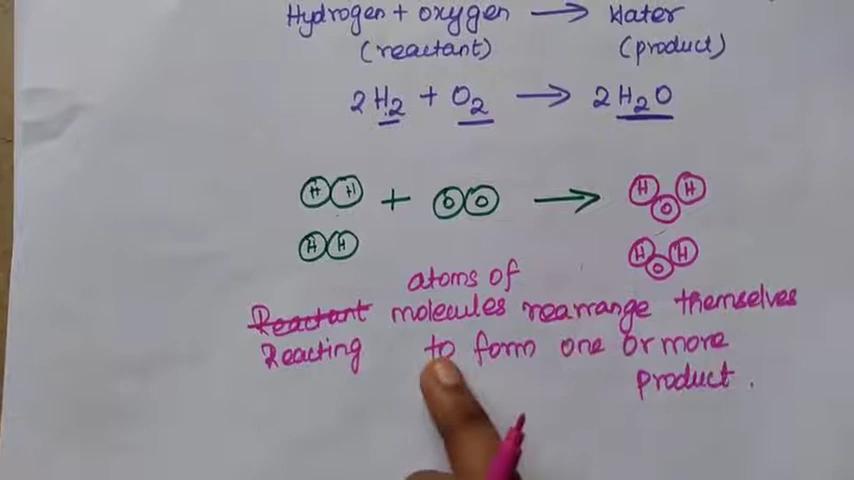 Hydrogen + oxygen → Water
(reactant) (product)
2H₂ + O₂ → 2H₂O
H H + O O → H H O
H H H H O
atoms of
Reactant molecules rearrange themselves
Reacting to form one or more
product.